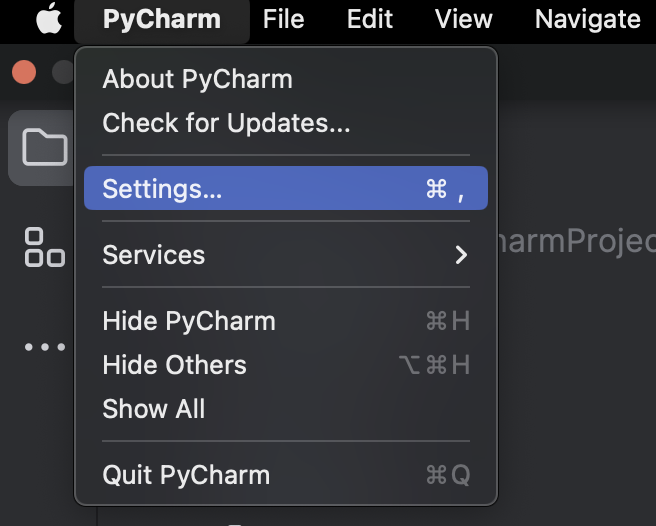 PyCharm File Edit View Navigate
About PyCharm
Check for Updates...
Settings... ⌘ ,
Services
Hide PyCharm ⌘H
Hide Others ⌥⌘H
Show All
Quit PyCharm ⌘Q